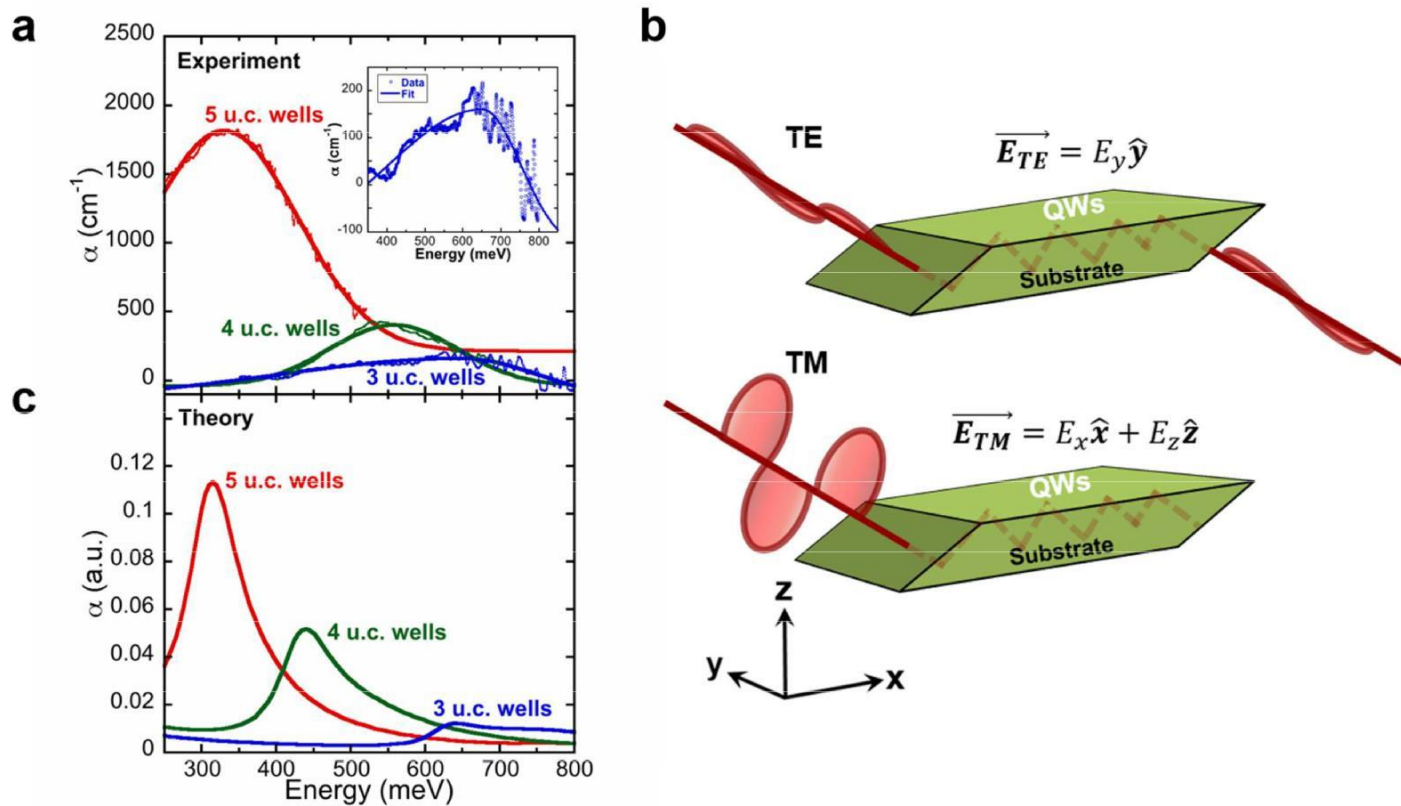 a
2500
2000
1500
1000
500
0
α (cm⁻¹)
Experiment
5 u.c. wells
4 u.c. wells
3 u.c. wells
Data
Fit
200
100
0
-100
α (cm⁻¹)
400 500 600 700 800
Energy (meV)
c
Theory
0.12
0.1
0.08
0.06
0.04
0.02
0
α (a.u.)
5 u.c. wells
4 u.c. wells
3 u.c. wells
300 400 500 600 700 800
Energy (meV)
b
TE
E_TE = E_y ŷ
QWs
Substrate
TM
E_TM = E_x x̂ + E_z ẑ
QWs
Substrate
z
y
x